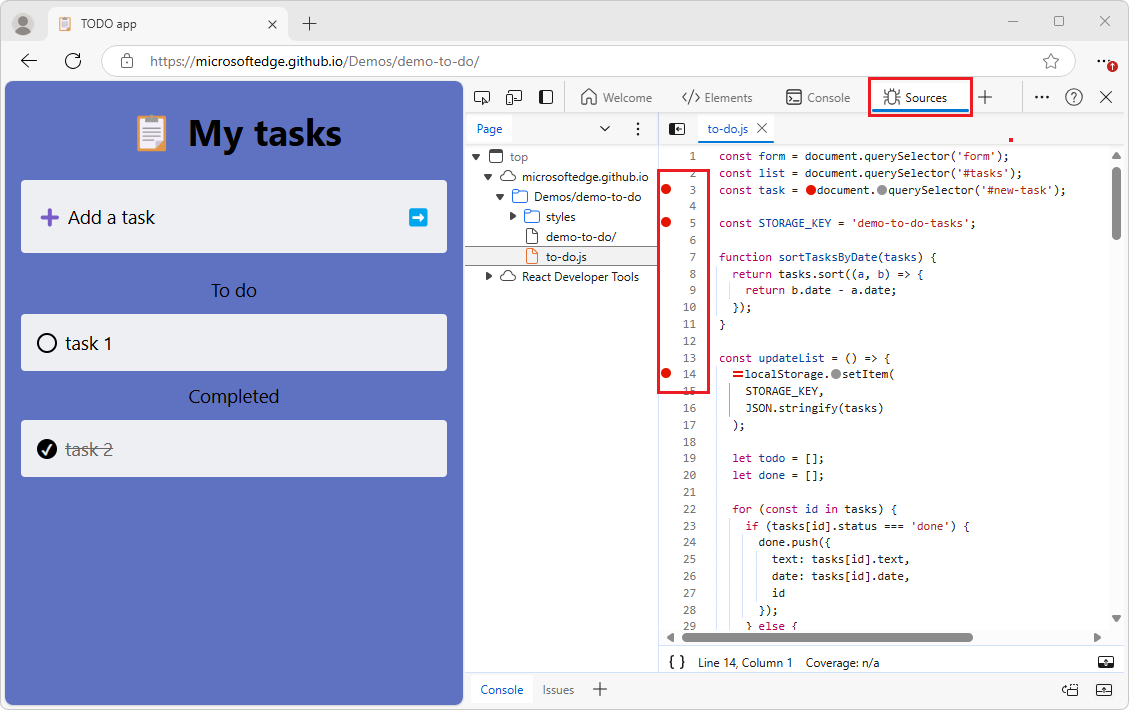 TODO app
https://microsoftedge.github.io/Demos/demo-to-do/
My tasks
Add a task
To do
task 1
Completed
task 2
Welcome
Elements
Console
Sources
Page
to-do.js
top
microsoftedge.github.io
Demos/demo-to-do
styles
demo-to-do/
to-do.js
React Developer Tools
1 const form = document.querySelector('form');
2 const list = document.querySelector('#tasks');
3 const task = document.querySelector('#new-task');
4
5 const STORAGE_KEY = 'demo-to-do-tasks';
6
7 function sortTasksByDate(tasks) {
8 return tasks.sort((a, b) => {
9 return b.date - a.date;
10 });
11 }
12
13 const updateList = () => {
14 localStorage.setItem(
15 STORAGE_KEY,
16 JSON.stringify(tasks)
17 );
18
19 let todo = [];
20 let done = [];
21
22 for (const id in tasks) {
23 if (tasks[id].status === 'done') {
24 done.push({
25 text: tasks[id].text,
26 date: tasks[id].date,
27 id
28 });
29 } else {
{ } Line 14, Column 1 Coverage: n/a
Console Issues